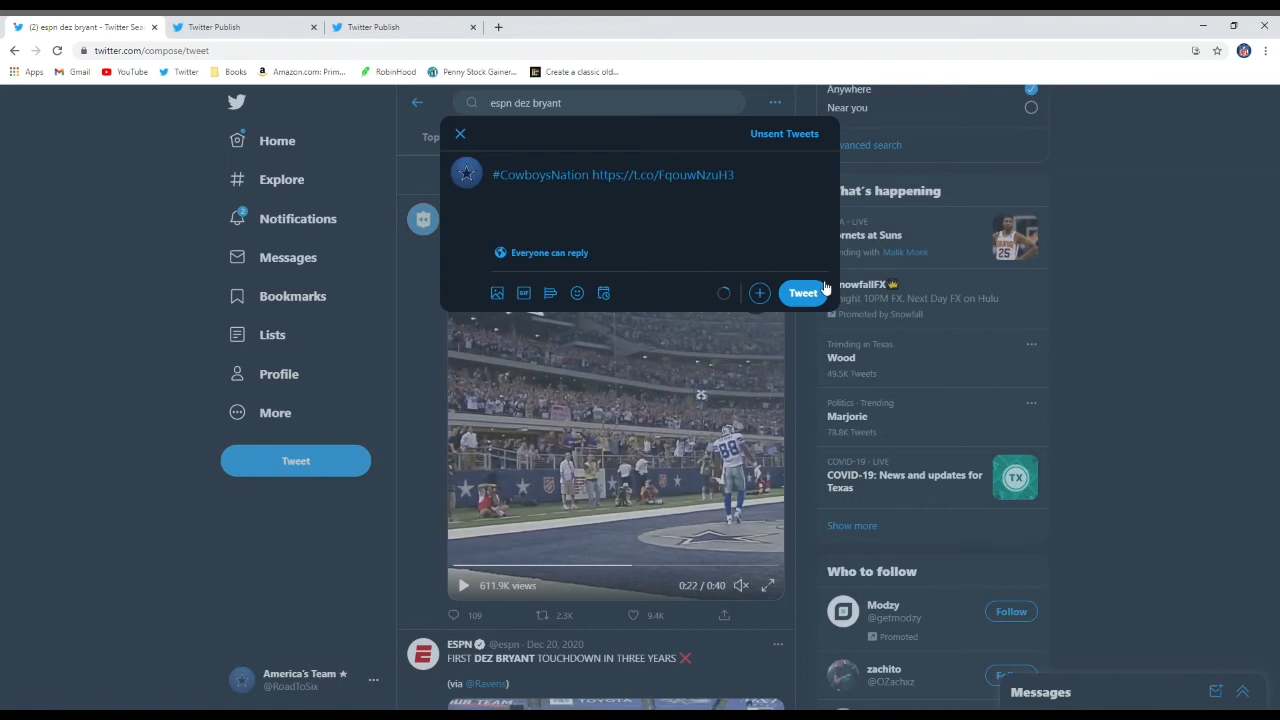 (2) espn dez bryant - Twitter Sea
Twitter Publish
Twitter Publish
twitter.com/compose/tweet
Apps
Gmail
YouTube
Twitter
Books
Amazon.com: Prim...
RobinHood
Penny Stock Gainer...
Create a classic old...
Home
Explore
2
Notifications
Messages
Bookmarks
Lists
Profile
More
Tweet
America's Team
@RoadToSix
espn dez bryant
Top
Unsent Tweets
#CowboysNation https://t.co/FqouwNzuH3
Everyone can reply
GIF
Tweet
88
611.9K views
0:22 / 0:40
109
2.3K
9.4K
ESPN @espn · Dec 20, 2020
FIRST DEZ BRYANT TOUCHDOWN IN THREE YEARS
(via @Ravens)
Anywhere
Near you
vanced search
hat's happening
A · LIVE
ornets at Suns
nding with Malik Monk
25
nowfallFX
night 10PM FX. Next Day FX on Hulu
Promoted by Snowfall
Trending in Texas
Wood
49.5K Tweets
Politics · Trending
Marjorie
78.8K Tweets
COVID-19 · LIVE
COVID-19: News and updates for
Texas
TX
Show more
Who to follow
Modzy
@getmodzy
Promoted
Follow
zachito
@OZachxz
Messages